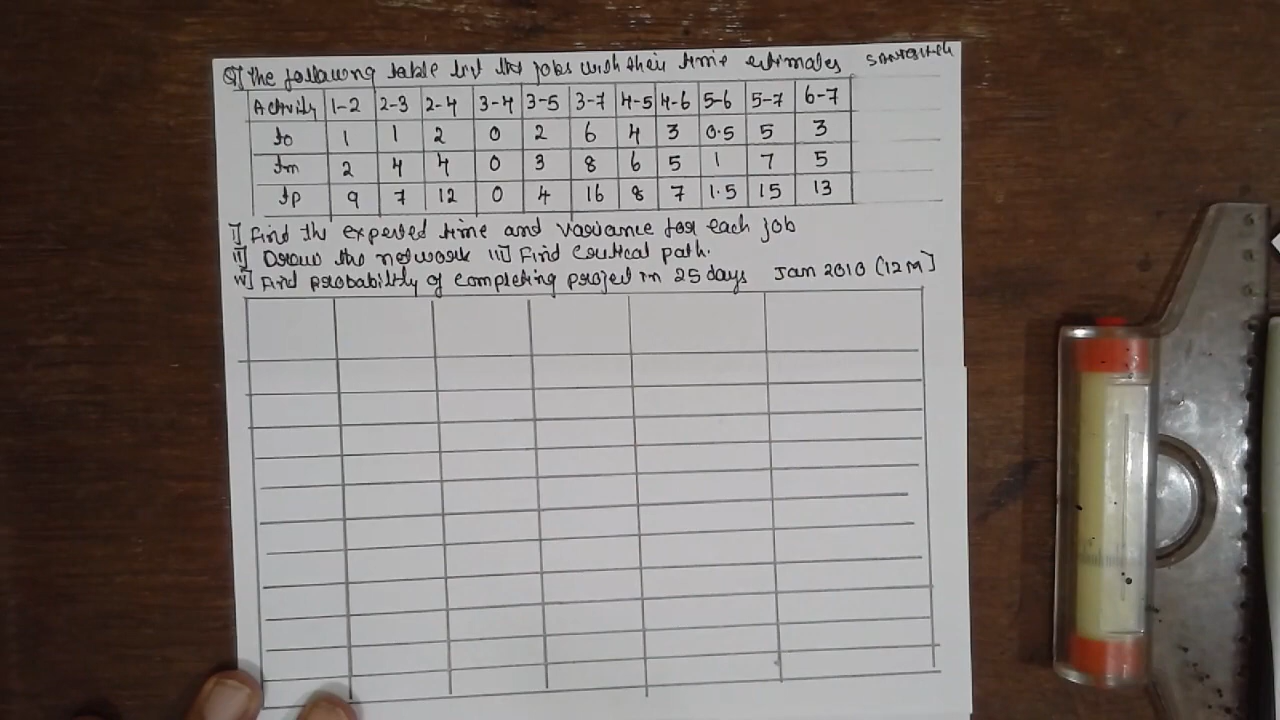 Q] The following table list the jobs with their time estimates
Activity 1-2 2-3 2-4 3-4 3-5 3-7 4-5 4-6 5-6 5-7 6-7
to 1 1 2 0 2 6 4 3 0.5 5 3
tm 2 4 4 0 3 8 6 5 1 7 5
tp 9 7 12 0 4 16 8 7 1.5 15 13
I] Find the expected time and variance for each job
II] Draw the network III] Find Critical path.
IV] Find probability of completing project in 25 days Jan 2010 (12M]